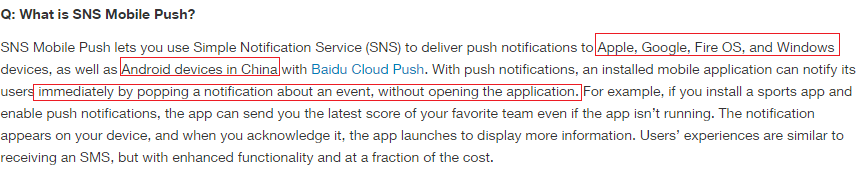 Q: What is SNS Mobile Push?
SNS Mobile Push lets you use Simple Notification Service (SNS) to deliver push notifications to Apple, Google, Fire OS, and Windows
devices, as well as Android devices in China with Baidu Cloud Push. With push notifications, an installed mobile application can notify its
users immediately by popping a notification about an event, without opening the application. For example, if you install a sports app and
enable push notifications, the app can send you the latest score of your favorite team even if the app isn't running. The notification
appears on your device, and when you acknowledge it, the app launches to display more information. Users' experiences are similar to
receiving an SMS, but with enhanced functionality and at a fraction of the cost.